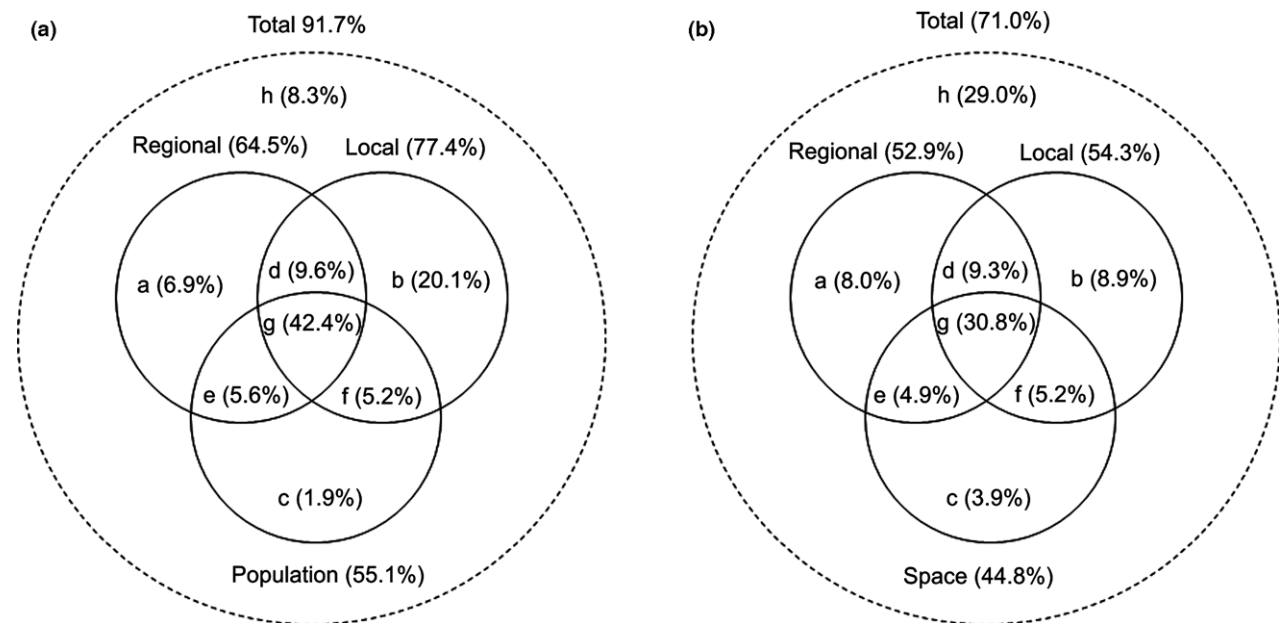 (a)
Total 91.7%
h (8.3%)
Regional (64.5%)
Local (77.4%)
a (6.9%)
d (9.6%)
b (20.1%)
g (42.4%)
e (5.6%)
f (5.2%)
c (1.9%)
Population (55.1%)
(b)
Total (71.0%)
h (29.0%)
Regional (52.9%)
Local (54.3%)
a (8.0%)
d (9.3%)
b (8.9%)
g (30.8%)
e (4.9%)
f (5.2%)
c (3.9%)
Space (44.8%)